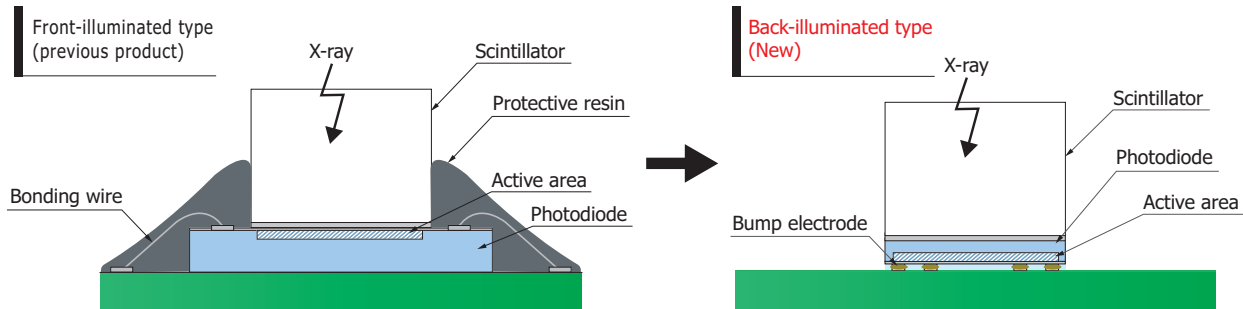 Front-illuminated type
(previous product)
X-ray
Scintillator
Protective resin
Bonding wire
Active area
Photodiode
Back-illuminated type
(New)
X-ray
Scintillator
Photodiode
Active area
Bump electrode